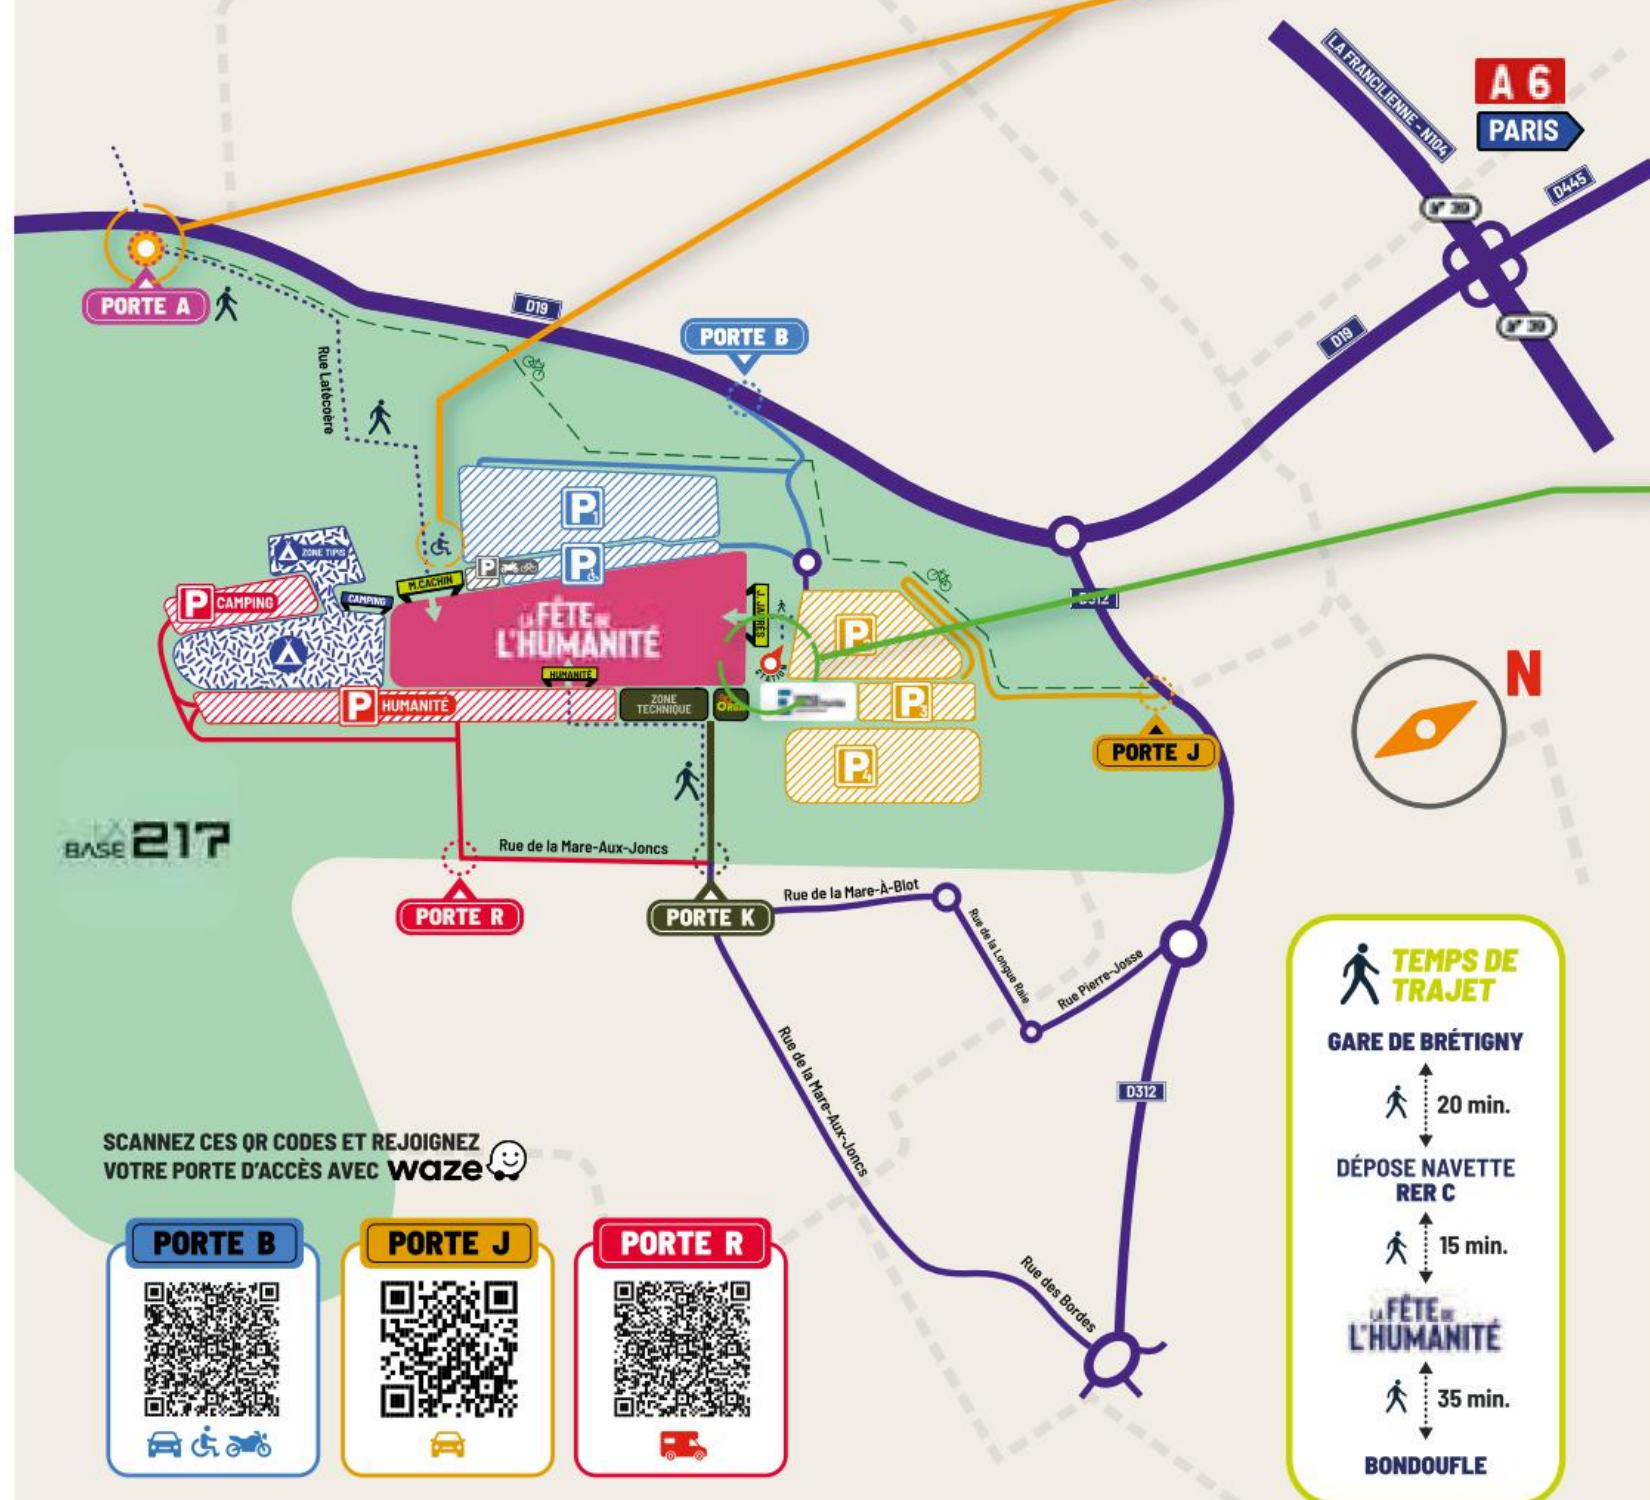 LA FRANCILIENNE - N104
A 6
PARIS
D445
N° 39
D19
N° 39
PORTE A
D19
PORTE B
D19
Rue Latécoère
P1
ZONE TIPIS
P
P
M.CACHIN
P CAMPING
CAMPING
LA FÊTE DE
L'HUMANITÉ
J. JAURÈS
P
D312
HUMANITÉ
STATION
P HUMANITÉ
ZONE
TECHNIQUE
ORGA
P3
N
P4
PORTE J
BASE 217
Rue de la Mare-Aux-Joncs
PORTE R
PORTE K
Rue de la Mare-À-Blot
Rue de la Longue Raie
Rue Pierre-Josse
Rue de la Mare-Aux-Joncs
D312
Rue des Bordes
TEMPS DE
TRAJET
GARE DE BRÉTIGNY
20 min.
DÉPOSE NAVETTE
RER C
15 min.
LA FÊTE DE
L'HUMANITÉ
35 min.
BONDOUFLE
SCANNEZ CES QR CODES ET REJOIGNEZ
VOTRE PORTE D'ACCÈS AVEC waze
PORTE B
PORTE J
PORTE R